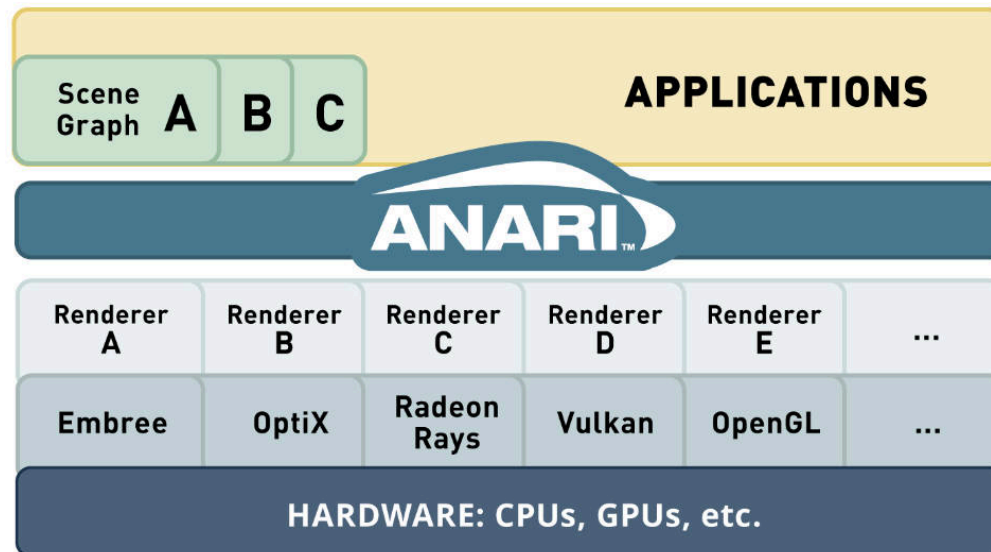 APPLICATIONS
Scene
Graph A B C
ANARI™
Renderer
A
Renderer
B
Renderer
C
Renderer
D
Renderer
E
...
Embree
OptiX
Radeon
Rays
Vulkan
OpenGL
...
HARDWARE: CPUs, GPUs, etc.